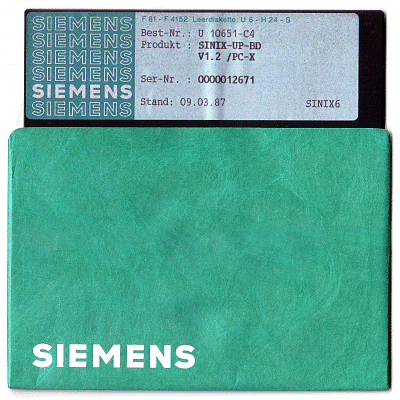 SIEMENS
SIEMENS
SIEMENS
SIEMENS
SIEMENS
SIEMENS
SIEMENS
F 81 - F 4152 Leerdiskette: U 6 - H 24 - S
Best-Nr.: U 10651-C4
Produkt : SINIX-UP-BD
V1.2 /PC-X
Ser-Nr. : 0000012671
Stand: 09.03.87 SINIX6
SIEMENS